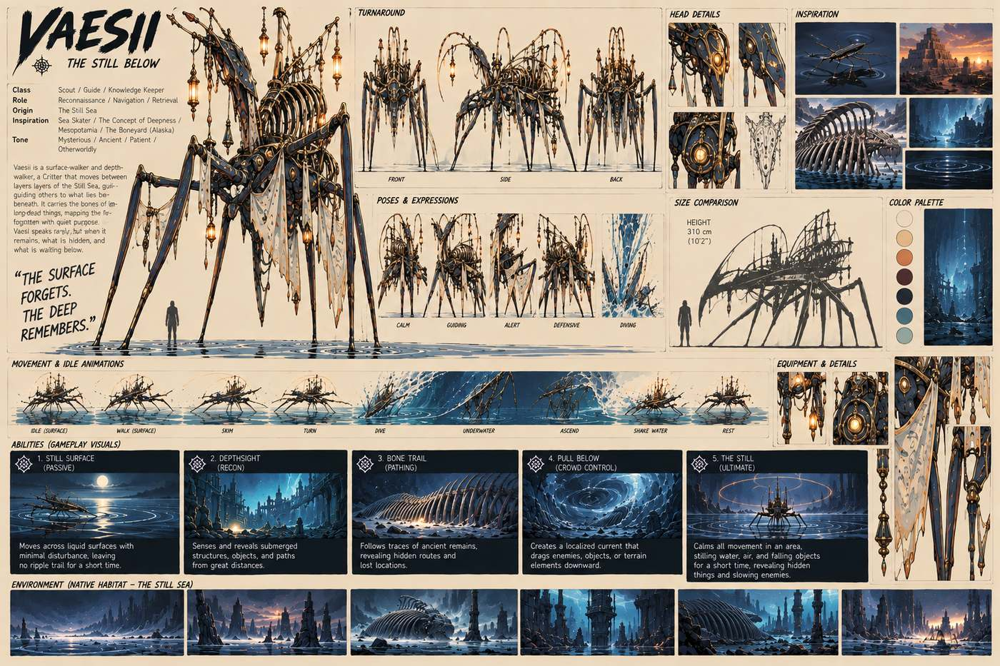 VAESII
THE STILL BELOW
Class Scout / Guide / Knowledge Keeper
Role Reconnaissance / Navigation / Retrieval
Origin The Still Sea
Inspiration Sea Skater / The Concept of Deepness /
Mesopotamia / The Boneyard (Alaska)
Tone Mysterious / Ancient / Patient /
Otherworldly
Vaesii is a surface-walker and depth-
walker, a Critter that moves between
layers layers of the Still Sea, gui-
guiding others to what lies be-
beneath. It carries the bones of
long-dead things, mapping the
forgotten with quiet purpose.
Vaesi speaks but when it
remains, what is hidden, and
what is waiting below.
“THE SURFACE
FORGETS.
THE DEEP
REMEMBERS.”
TURNAROUND
FRONT
SIDE
BACK
POSES & EXPRESSIONS
CALM
GUIDING
ALERT
DEFENSIVE
DIVING
HEAD DETAILS
INSPIRATION
SIZE COMPARISON
HEIGHT
310 cm
(10'2")
COLOR PALETTE
MOVEMENT & IDLE ANIMATIONS
IDLE (SURFACE)
WALK (SURFACE)
SKIM
TURN
DIVE
UNDERWATER
ASCEND
SHAKE WATER
REST
EQUIPMENT & DETAILS
ABILITIES (GAMEPLAY VISUALS)
1. STILL SURFACE
(PASSIVE)
Moves across liquid surfaces with
minimal disturbance, leaving
no ripple trail for a short time.
2. DEPTHSIGHT
(RECON)
Senses and reveals submerged
structures, objects, and paths
from great distances.
3. BONE TRAIL
(PATHING)
Follows traces of ancient remains,
revealing hidden routes and
lost locations.
4. PULL BELOW
(CROWD CONTROL)
Creates a localized current that
drags enemies, objects, or terrain
elements downward.
5. THE STILL
(ULTIMATE)
Calms all movement in an area,
stilling water, air, and falling objects
for a short time, revealing hidden
things and slowing enemies.
ENVIRONMENT (NATIVE HABITAT – THE STILL SEA)